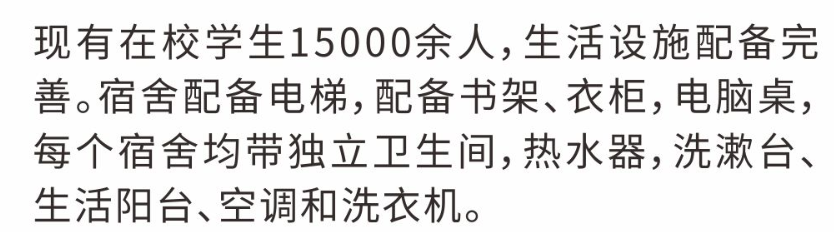 现有在校学生15000余人，生活设施配备完
善。宿舍配备电梯，配备书架、衣柜，电脑桌，
每个宿舍均带独立卫生间，热水器，洗漱台、
生活阳台、空调和洗衣机。